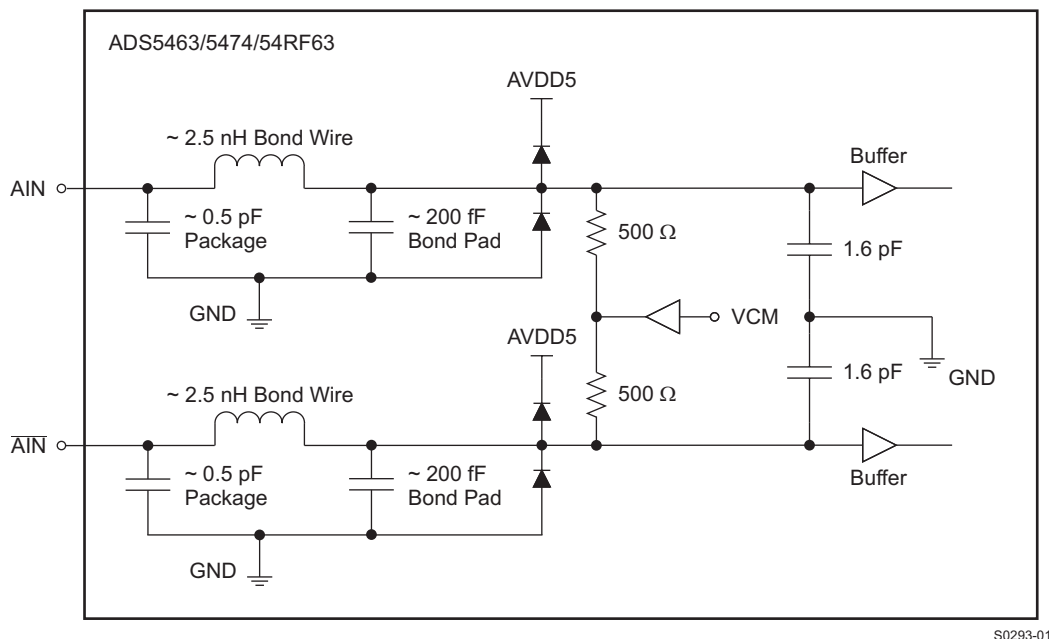 ADS5463/5474/54RF63
AVDD5
~ 2.5 nH Bond Wire
Buffer
AIN
~ 0.5 pF
Package
~ 200 fF
Bond Pad
500 Ω
1.6 pF
GND
VCM
AVDD5
1.6 pF
GND
~ 2.5 nH Bond Wire
500 Ω
A̅I̅N̅
~ 0.5 pF
Package
~ 200 fF
Bond Pad
Buffer
GND
S0293-01